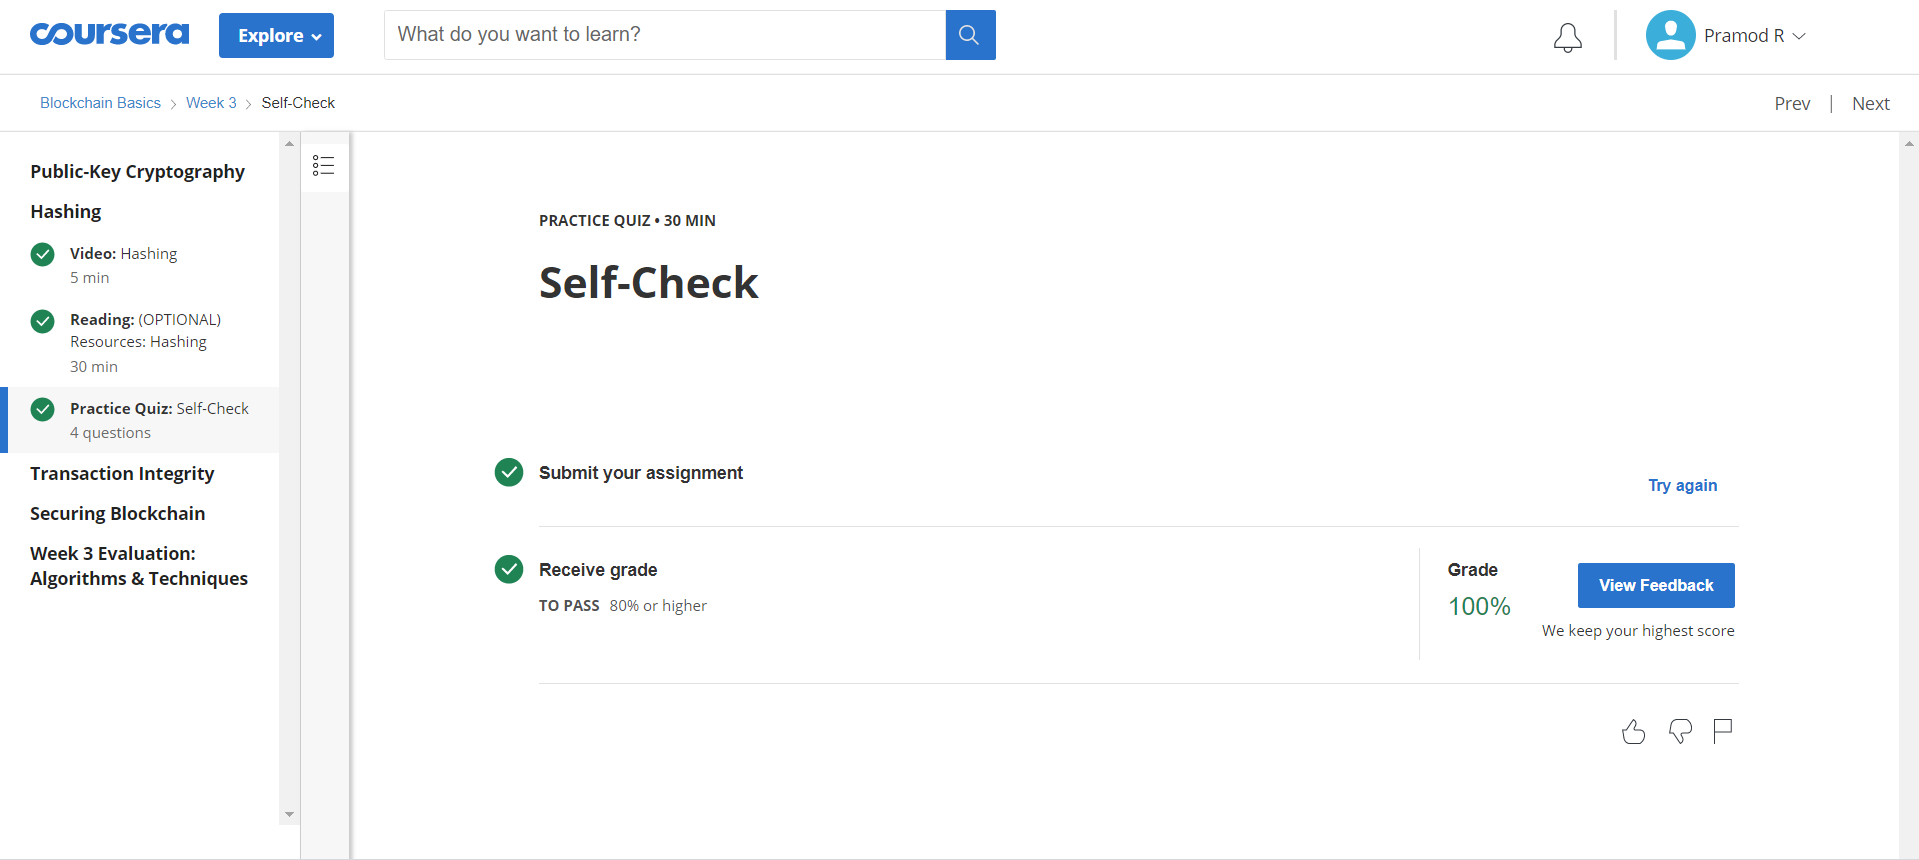 coursera
Explore
What do you want to learn?
Pramod R
Blockchain Basics > Week 3 > Self-Check
Prev | Next
Public-Key Cryptography
Hashing
Video: Hashing
5 min
Reading: (OPTIONAL)
Resources: Hashing
30 min
Practice Quiz: Self-Check
4 questions
Transaction Integrity
Securing Blockchain
Week 3 Evaluation:
Algorithms & Techniques
PRACTICE QUIZ • 30 MIN
Self-Check
Submit your assignment
Try again
Receive grade
TO PASS 80% or higher
Grade
100%
View Feedback
We keep your highest score